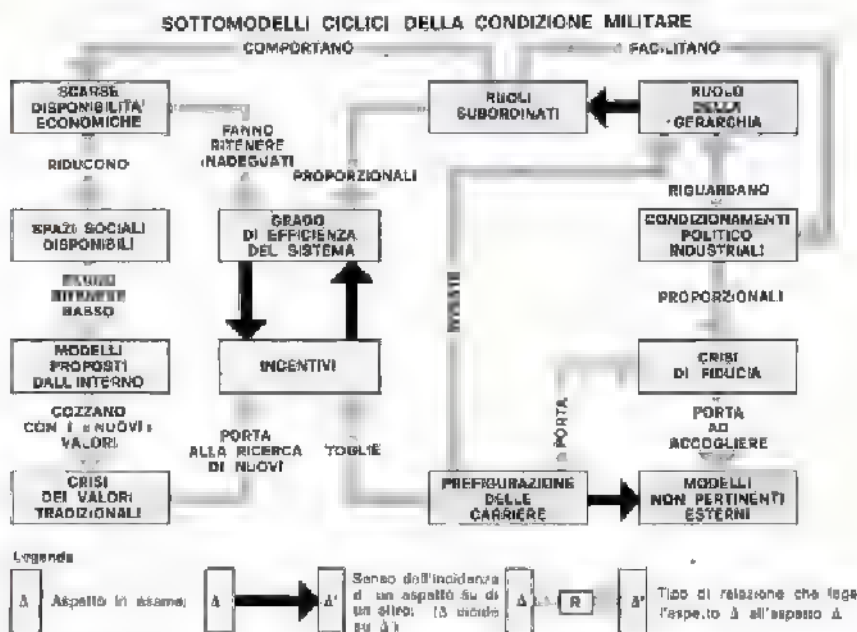 SOTTOMODELLI CICLICI DELLA CONDIZIONE MILITARE
COMPORTANO
FACILITANO
SCARSE
DISPONIBILITA'
ECONOMICHE
RUOLI
SUBORDINATI
RUOLO
DELLA
GERARCHIA
FANNO
RITENERE
INADEGUATI
RIDUCONO
PROPORZIONALI
RIGUARDANO
SPAZI SOCIALI
DISPONIBILI
GRADO
DI EFFICIENZA
DEL SISTEMA
CONDIZIONAMENTI
POLITICO
INDUSTRIALI
FANNO
RITENERE
BASSO
PROPORZIONALI
MODELLI
PROPOSTI
DALL'INTERNO
INCENTIVI
CRISI
DI FIDUCIA
COZZANO
CON I «NUOVI»
VALORI
PORTA
ALLA RICERCA
DI NUOVI
TOGLIE
PORTA
PORTA
AD
ACCOGLIERE
CRISI
DEI VALORI
TRADIZIONALI
PREFIGURAZIONE
DELLE
CARRIERE
MODELLI
NON PERTINENTI
ESTERNI
Legenda
Δ Aspetto in esame;
Δ Δ' Senso dell'incidenza
di un aspetto su di
un altro: (Δ incide
su Δ');
Δ R Δ' Tipo di relazione che lega
l'aspetto Δ all'aspetto Δ